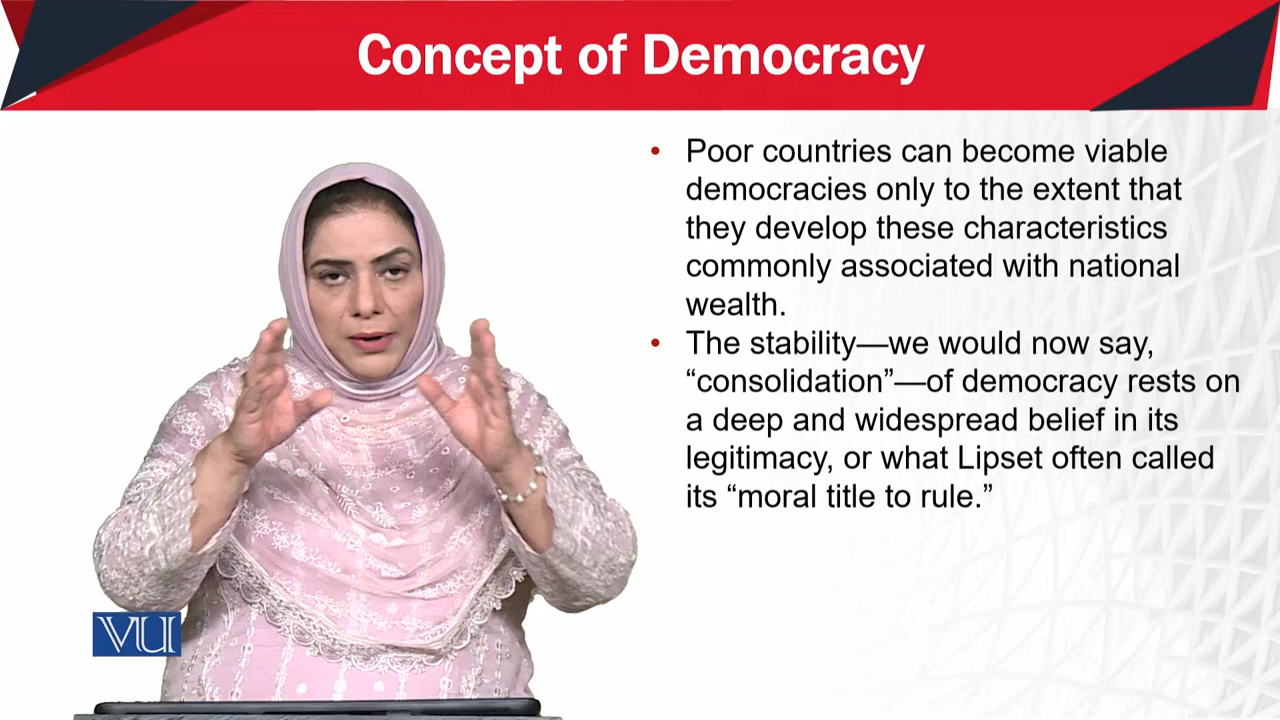 Concept of Democracy
• Poor countries can become viable
democracies only to the extent that
they develop these characteristics
commonly associated with national
wealth.
• The stability—we would now say,
“consolidation”—of democracy rests on
a deep and widespread belief in its
legitimacy, or what Lipset often called
its “moral title to rule.”
VU